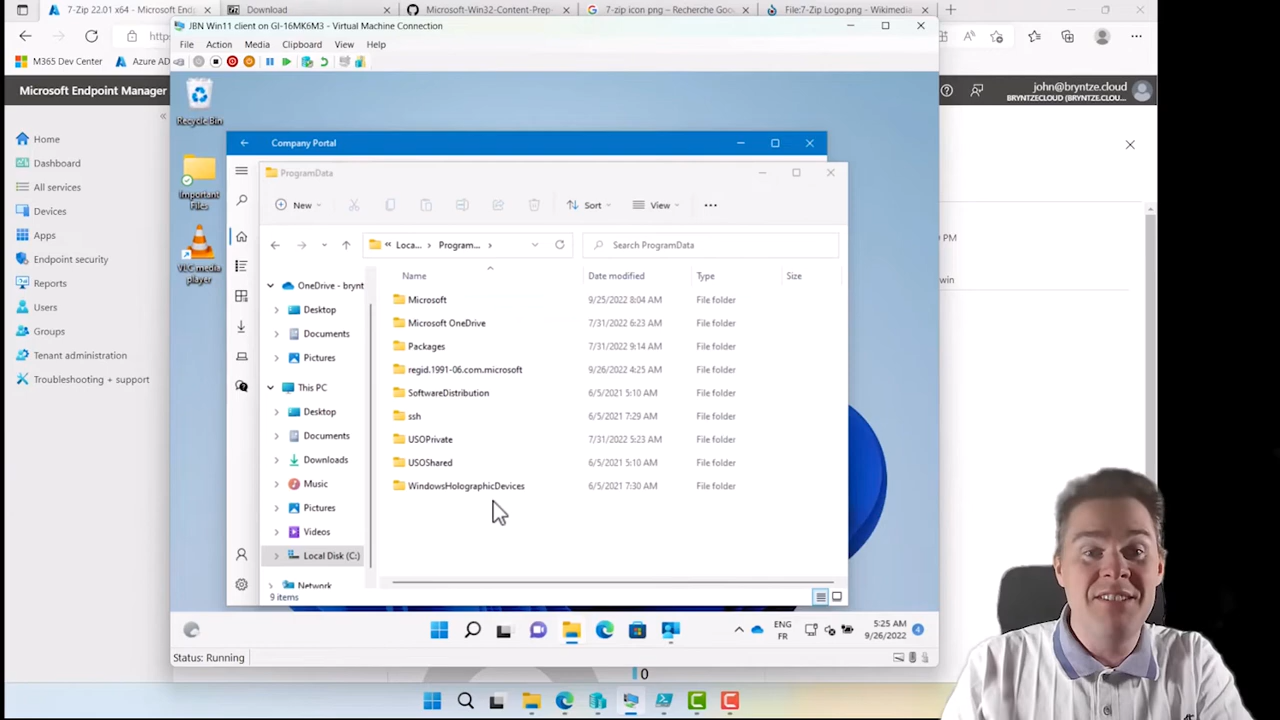 7-Zip 22.01 x64 - Microsoft Endp
Download
Microsoft-Win32-Content-Prep-
7-zip icon png – Recherche Goo
File:7-Zip Logo.png - Wikimedia
JBN Win11 client on GI-16MK6M3 - Virtual Machine Connection
File Action Media Clipboard View Help
M365 Dev Center
Azure AD
Microsoft Endpoint Manager
john@bryntze.cloud
BRYNTZECLOUD (BRYNTZE.CLOU...
Home
Dashboard
All services
Devices
Apps
Endpoint security
Reports
Users
Groups
Tenant administration
Troubleshooting + support
Recycle Bin
Important
Files
VLC media
player
Company Portal
ProgramData
New
Sort
View
Loca... Program...
Search ProgramData
OneDrive - brynt
Desktop
Documents
Pictures
This PC
Desktop
Documents
Downloads
Music
Pictures
Videos
Local Disk (C:)
Network
Name Date modified Type Size
Microsoft 9/25/2022 8:04 AM File folder
Microsoft OneDrive 7/31/2022 6:23 AM File folder
Packages 7/31/2022 9:14 AM File folder
regid.1991-06.com.microsoft 9/26/2022 4:25 AM File folder
SoftwareDistribution 6/5/2021 5:10 AM File folder
ssh 6/5/2021 7:29 AM File folder
USOPrivate 7/31/2022 5:23 AM File folder
USOShared 6/5/2021 5:10 AM File folder
WindowsHolographicDevices 6/5/2021 7:30 AM File folder
9 items
PM
win
ENG
FR
5:25 AM
9/26/2022
4
Status: Running
0